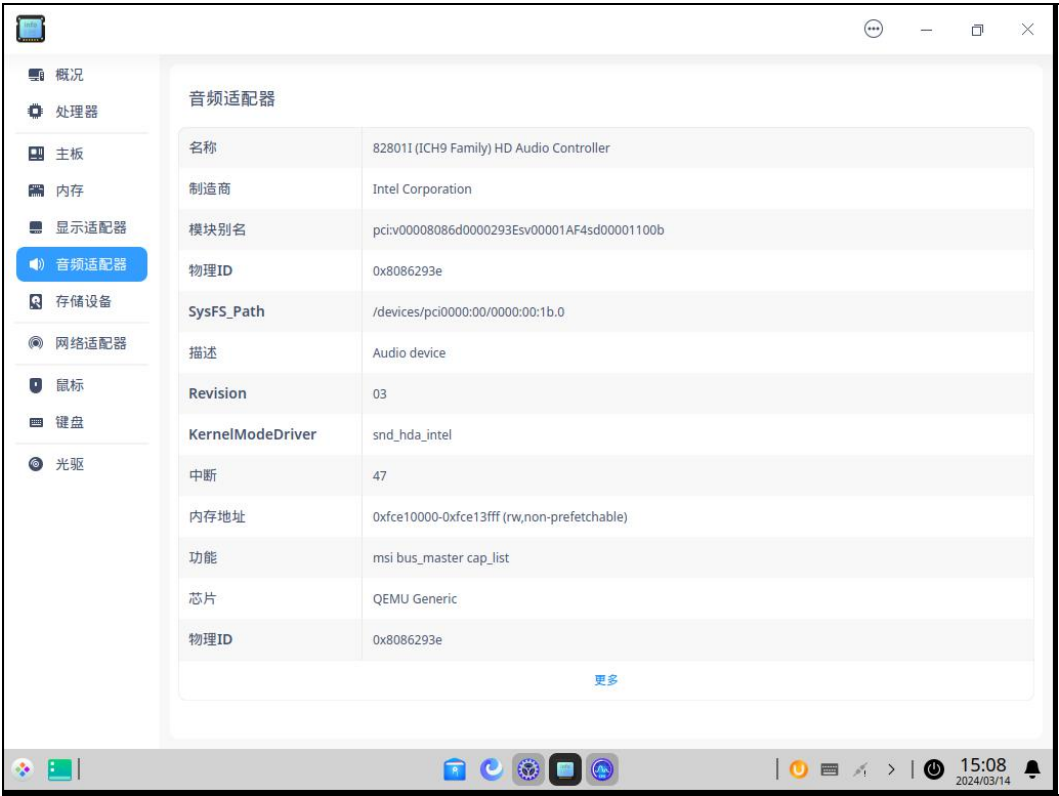 概况
处理器
主板
内存
显示适配器
音频适配器
存储设备
网络适配器
鼠标
键盘
光驱
音频适配器
名称 82801I (ICH9 Family) HD Audio Controller
制造商 Intel Corporation
模块别名 pci:v00008086d0000293Esv00001AF4sd00001100b
物理ID 0x8086293e
SysFS_Path /devices/pci0000:00/0000:00:1b.0
描述 Audio device
Revision 03
KernelModeDriver snd_hda_intel
中断 47
内存地址 0xfce10000-0xfce13fff (rw,non-prefetchable)
功能 msi bus_master cap_list
芯片 QEMU Generic
物理ID 0x8086293e
更多
15:08
2024/03/14